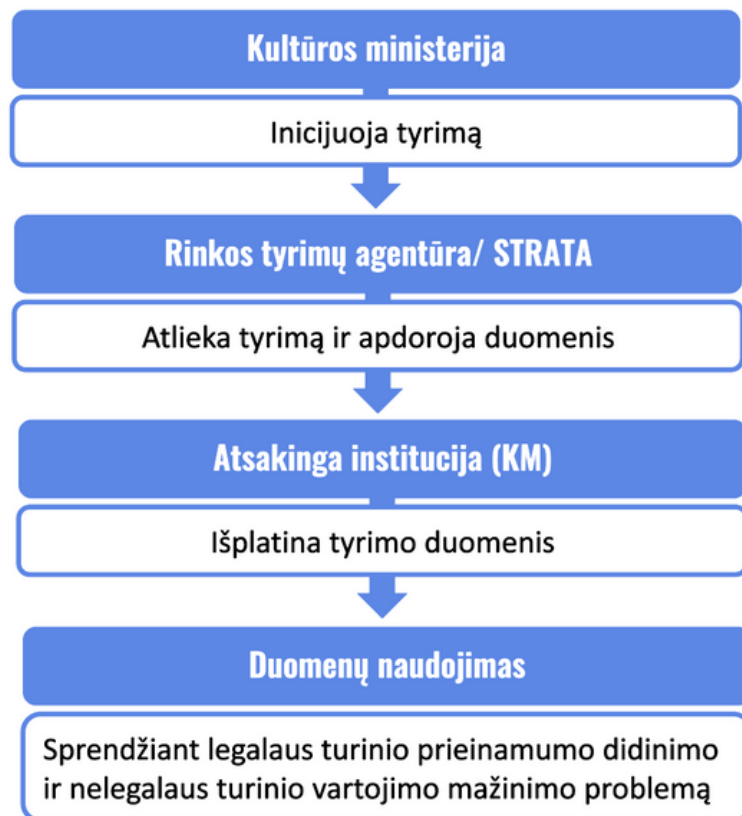 Kultūros ministerija
Inicijuoja tyrimą
Rinkos tyrimų agentūra/ STRATA
Atlieka tyrimą ir apdoroja duomenis
Atsakinga institucija (KM)
Išplatina tyrimo duomenis
Duomenų naudojimas
Sprendžiant legalaus turinio prieinamumo didinimo
ir nelegalaus turinio vartojimo mažinimo problemą